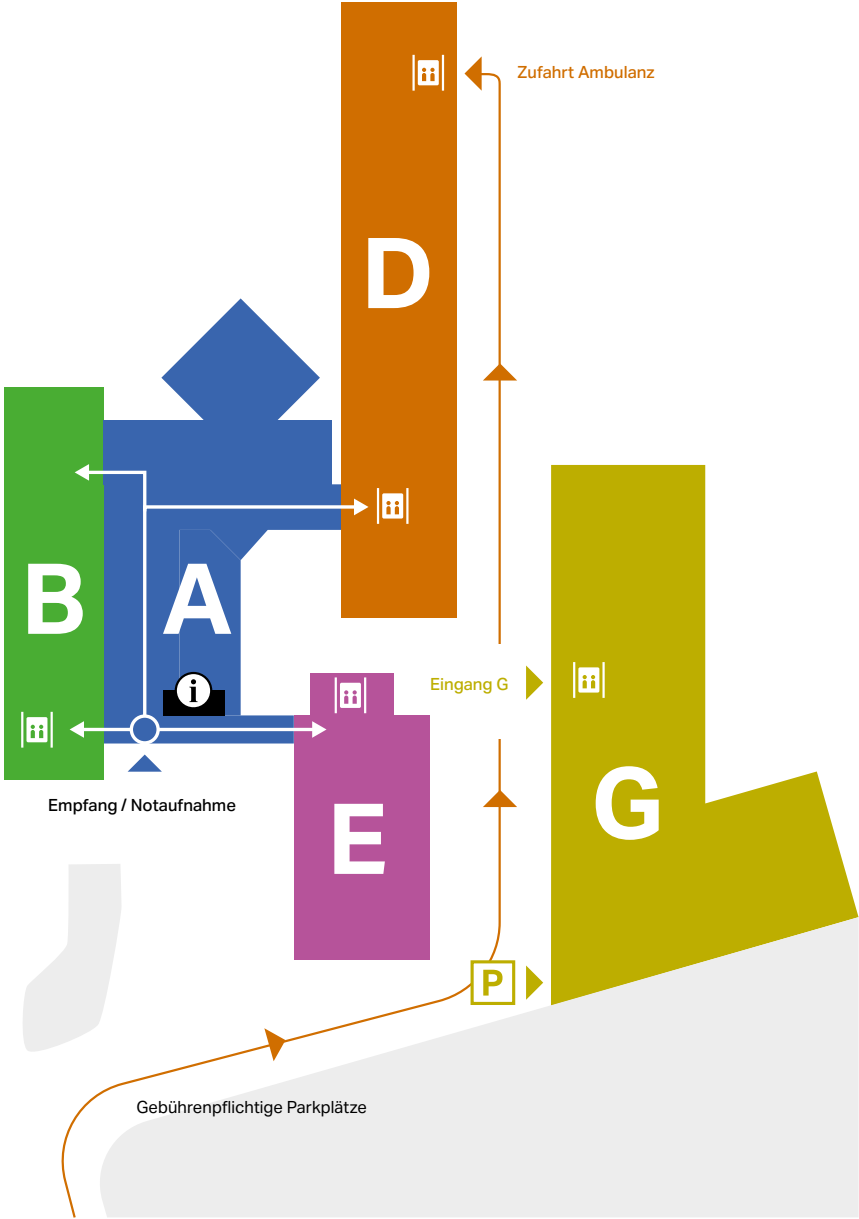 Zufahrt Ambulanz
D
B
A
i
Eingang G
Empfang / Notaufnahme
E
G
P
Gebührenpflichtige Parkplätze